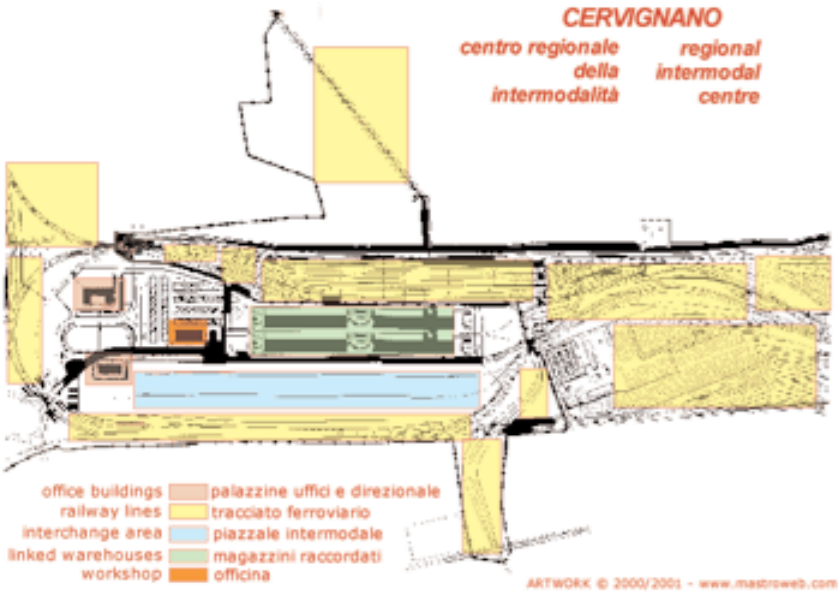 CERVIGNANO
centro regionale regional
della intermodal
intermodalità centre
office buildings palazzine uffici e direzionale
railway lines tracciato ferroviario
interchange area piazzale intermodale
linked warehouses magazzini raccordati
workshop officina
ARTWORK © 2000/2001 - www.mastroweb.com